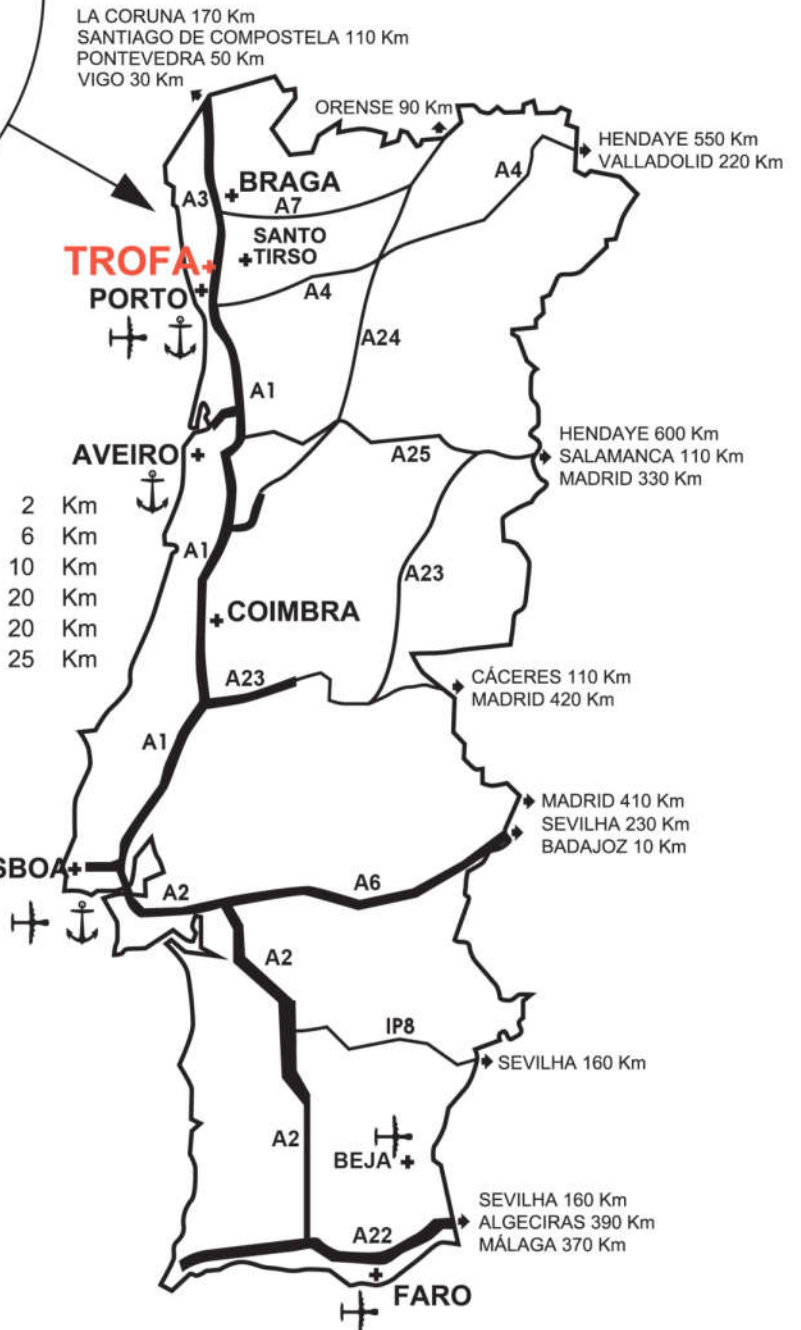 LA CORUNA 170 Km
SANTIAGO DE COMPOSTELA 110 Km
PONTEVEDRA 50 Km
VIGO 30 Km
ORENSE 90 Km
HENDAYE 550 Km
VALLADOLID 220 Km
A4
A3
BRAGA
A7
SANTO
TIRSO
TROFA
PORTO
A4
A24
A1
AVEIRO
A25
HENDAYE 600 Km
SALAMANCA 110 Km
MADRID 330 Km
2 Km
6 Km
10 Km
20 Km
20 Km
25 Km
A1
A23
COIMBRA
A23
CÁCERES 110 Km
MADRID 420 Km
A1
MADRID 410 Km
SEVILHA 230 Km
BADAJOZ 10 Km
SBOA
A2
A6
A2
IP8
SEVILHA 160 Km
A2
BEJA
SEVILHA 160 Km
ALGECIRAS 390 Km
MÁLAGA 370 Km
A22
FARO